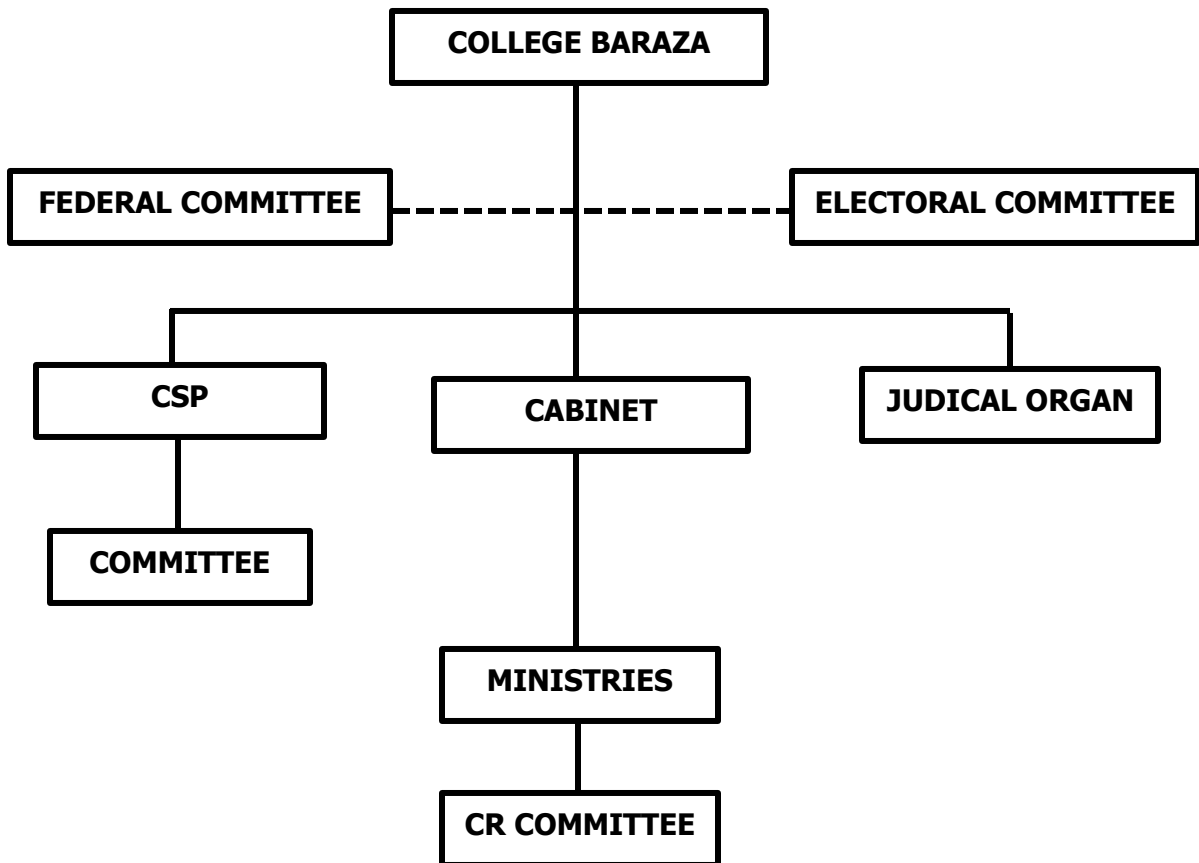 COLLEGE BARAZA
FEDERAL COMMITTEE
ELECTORAL COMMITTEE
CSP
CABINET
JUDICAL ORGAN
COMMITTEE
MINISTRIES
CR COMMITTEE